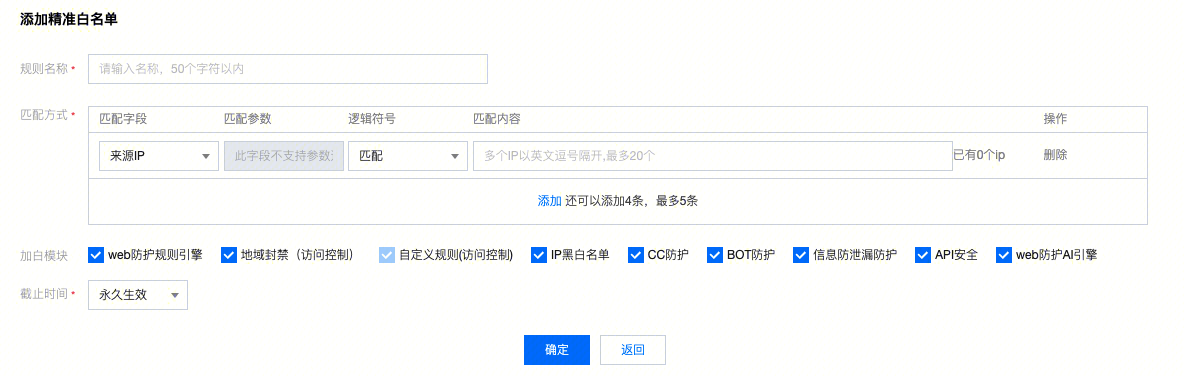 添加精准白名单
规则名称 * 请输入名称，50个字符以内
匹配方式 * 匹配字段 匹配参数 逻辑符号 匹配内容 操作
来源IP 此字段不支持参数 匹配 多个IP以英文逗号隔开,最多20个 已有0个ip 删除
添加 还可以添加4条，最多5条
加白模块 web防护规则引擎 地域封禁（访问控制） 自定义规则(访问控制) IP黑白名单 CC防护 BOT防护 信息防泄漏防护 API安全 web防护AI引擎
截止时间 * 永久生效
确定 返回